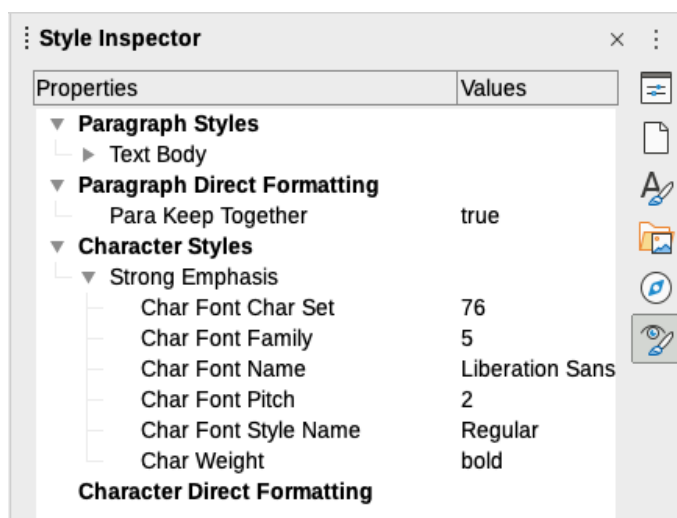 Style Inspector
Properties Values
Paragraph Styles
Text Body
Paragraph Direct Formatting
Para Keep Together true
Character Styles
Strong Emphasis
Char Font Char Set 76
Char Font Family 5
Char Font Name Liberation Sans
Char Font Pitch 2
Char Font Style Name Regular
Char Weight bold
Character Direct Formatting